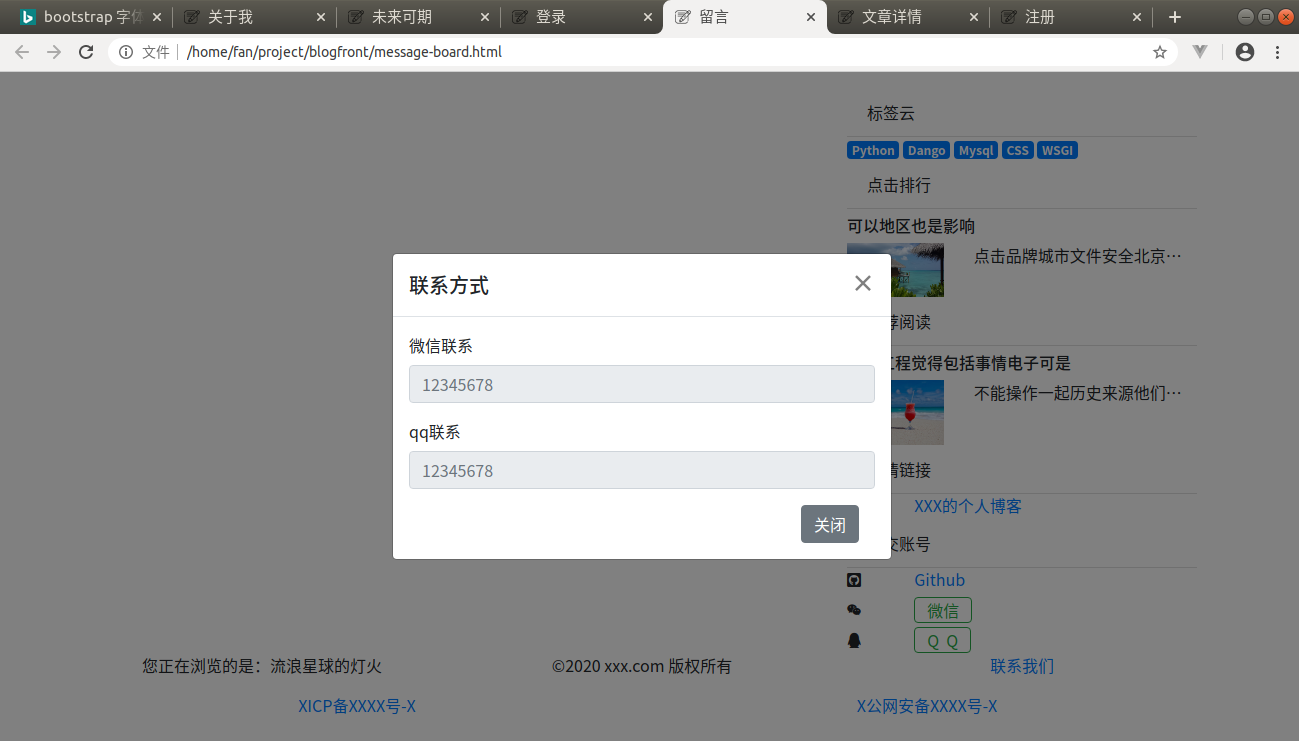 bootstrap 字体
关于我
未来可期
登录
留言
文章详情
注册
文件
/home/fan/project/blogfront/message-board.html
标签云
Python Dango Mysql CSS WSGI
点击排行
可以地区也是影响
点击品牌城市文件安全北京…
荐阅读
工程觉得包括事情电子可是
不能操作一起历史来源他们…
情链接
XXX的个人博客
交账号
Github
微信
Q Q
联系方式
微信联系
12345678
qq联系
12345678
关闭
您正在浏览的是：流浪星球的灯火
©2020 xxx.com 版权所有
联系我们
XICP备XXXX号-X
X公网安备XXXX号-X